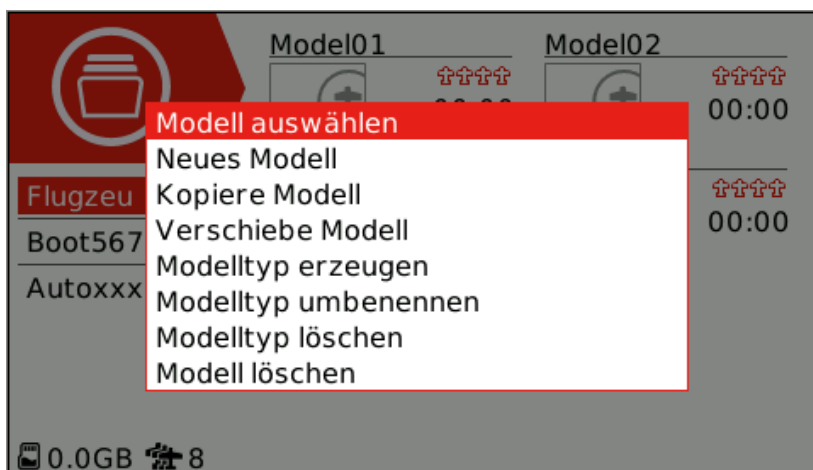 Model01
Model02
00:00
Modell auswählen
Neues Modell
Kopiere Modell
Verschiebe Modell
Modelltyp erzeugen
Modelltyp umbenennen
Modelltyp löschen
Modell löschen
Flugzeu
Boot567
Autoxxx
00:00
0.0GB
8